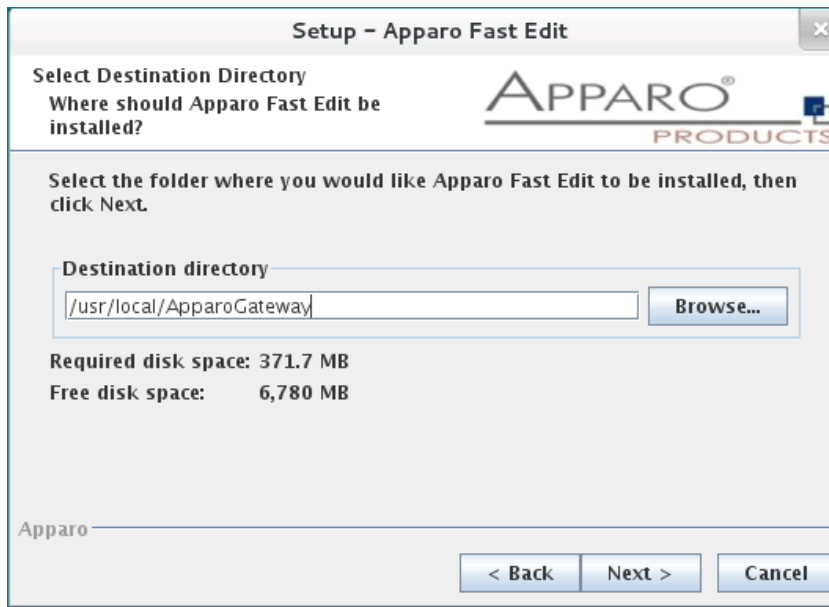 Setup - Apparo Fast Edit
Select Destination Directory
Where should Apparo Fast Edit be
installed?
APPARO®
PRODUCTS
Select the folder where you would like Apparo Fast Edit to be installed, then
click Next.
Destination directory
/usr/local/ApparoGateway
Browse...
Required disk space: 371.7 MB
Free disk space: 6,780 MB
Apparo
< Back Next > Cancel